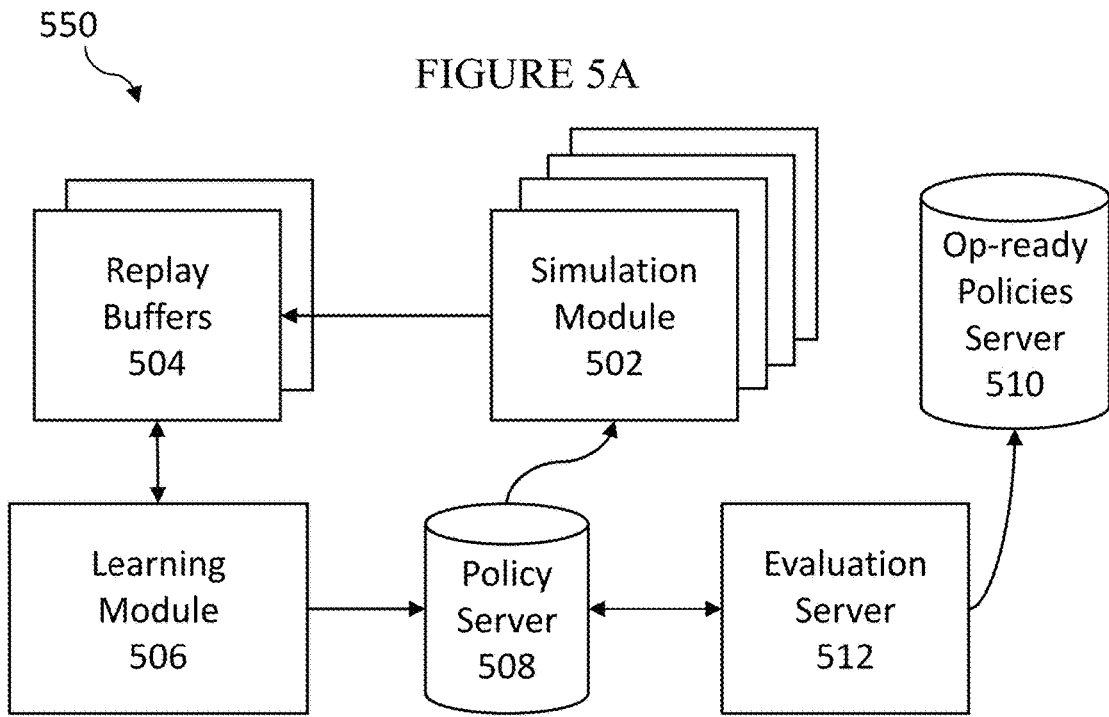 550
FIGURE 5A
Replay
Buffers
504
Simulation
Module
502
Op-ready
Policies
Server
510
Learning
Module
506
Policy
Server
508
Evaluation
Server
512